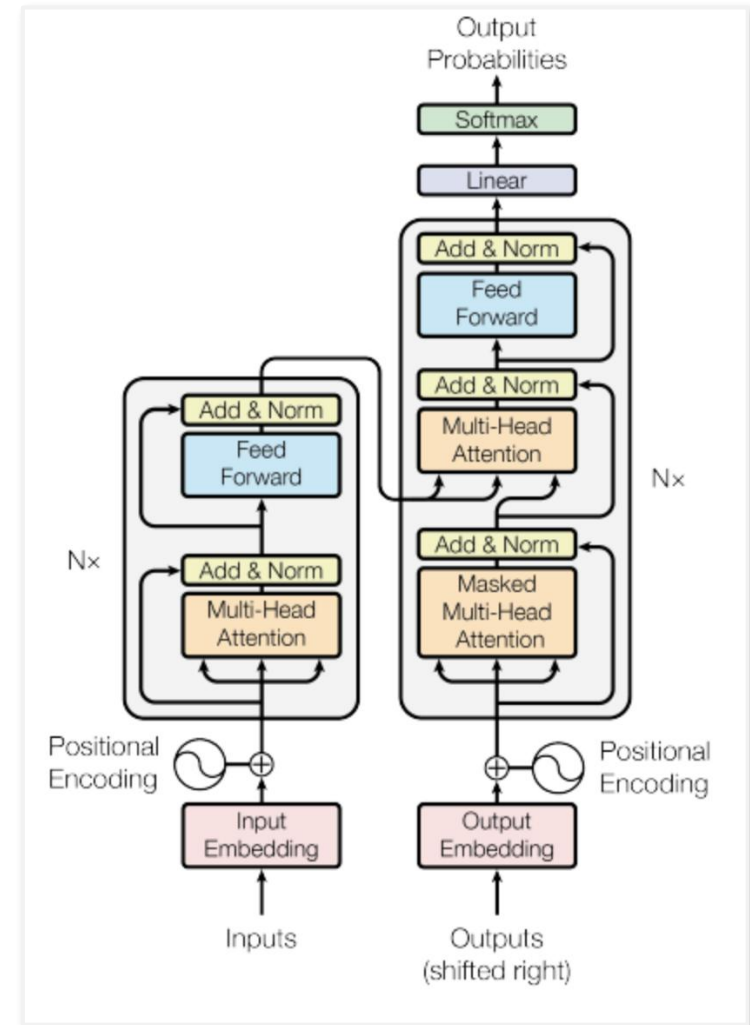 Output
Probabilities
Softmax
Linear
Add & Norm
Feed
Forward
Add & Norm
Multi-Head
Attention
Add & Norm
Masked
Multi-Head
Attention
Nx
Add & Norm
Feed
Forward
Add & Norm
Multi-Head
Attention
Nx
Positional
Encoding
Positional
Encoding
Input
Embedding
Output
Embedding
Inputs
Outputs
(shifted right)